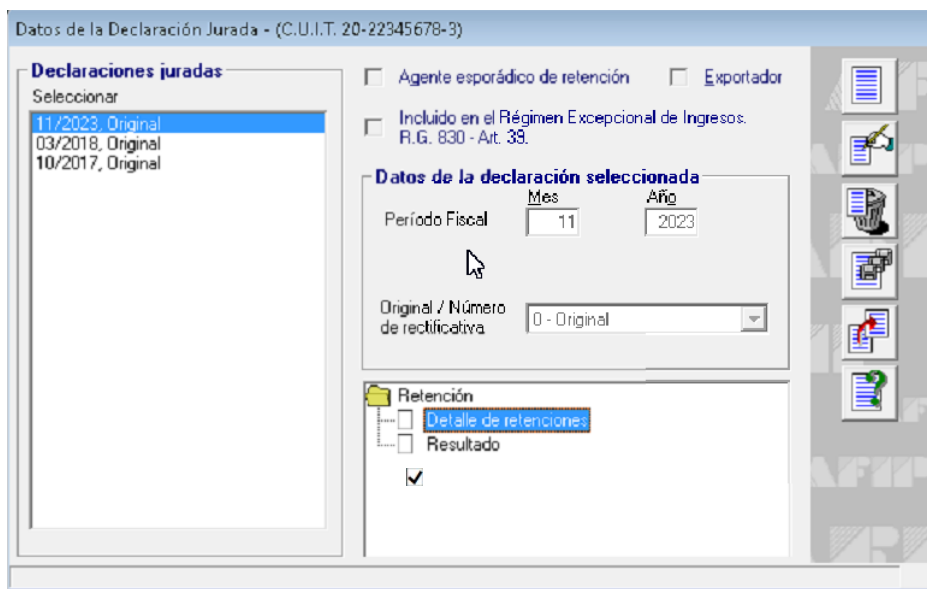 Datos de la Declaración Jurada - (C.U.I.T. 20-22345678-3)
Declaraciones juradas
Seleccionar
11/2023, Original
03/2018, Original
10/2017, Original
Agente esporádico de retención
Exportador
Incluido en el Régimen Excepcional de Ingresos.
R.G. 830 - Art. 39.
Datos de la declaración seleccionada
Mes
Año
Período Fiscal
11
2023
Original / Número
de rectificativa
0 - Original
Retención
Detalle de retenciones
Resultado
AFIP